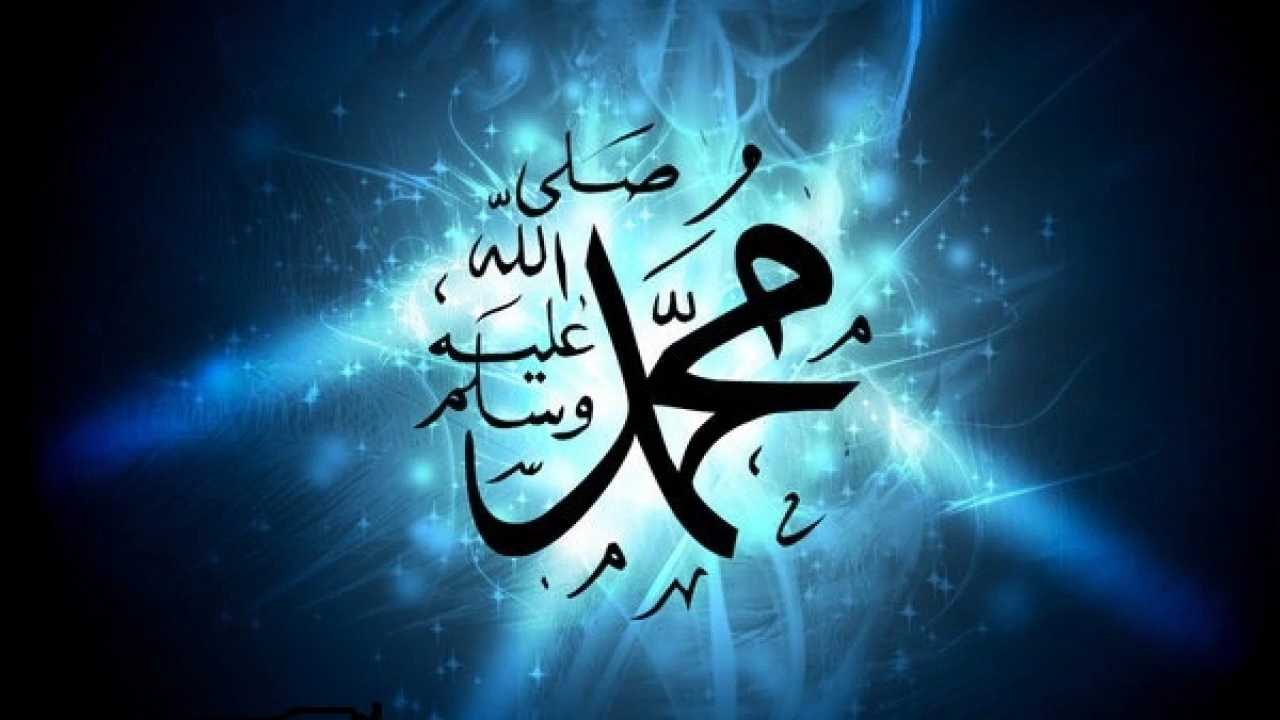 محمد
صلى
الله
عليه
وسلم